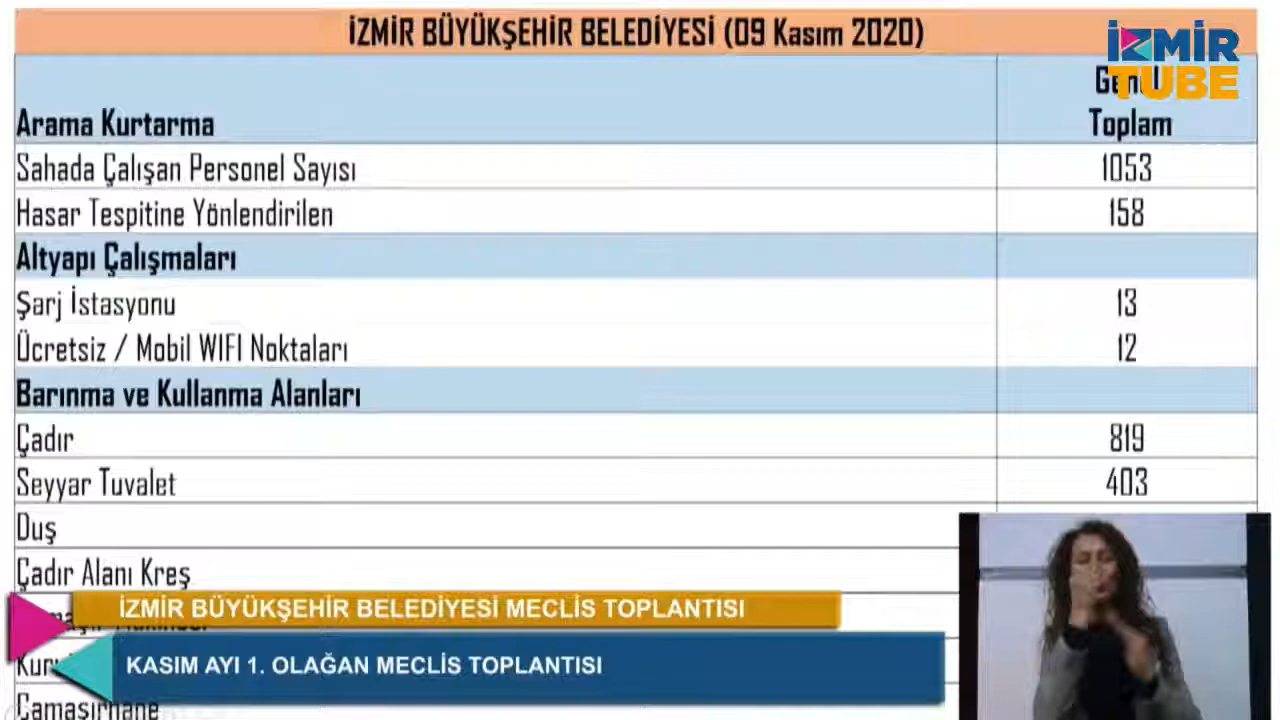 İZMİR BÜYÜKŞEHİR BELEDİYESİ (09 Kasım 2020)
İZMİR
TUBE
Genel
Arama Kurtarma Toplam
Sahada Çalışan Personel Sayısı 1053
Hasar Tespitine Yönlendirilen 158
Altyapı Çalışmaları
Şarj İstasyonu 13
Ücretsiz / Mobil WIFI Noktaları 12
Barınma ve Kullanma Alanları
Çadır 819
Seyyar Tuvalet 403
Duş
Çadır Alanı Kreş
İZMİR BÜYÜKŞEHİR BELEDİYESİ MECLİS TOPLANTISI
KASIM AYI 1. OLAĞAN MECLİS TOPLANTISI
Çamaşırhane